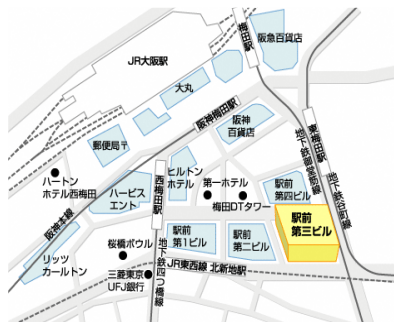 JR大阪駅
梅田駅
阪急百貨店
大丸
阪神梅田駅
阪神
百貨店
郵便局〒
東梅田駅
地下鉄御堂筋線
地下鉄谷町線
ハートン
ホテル西梅田
西梅田駅
ヒルトン
ホテル
第一ホテル
梅田DTタワー
駅前
第四ビル
ハービス
エント
阪神本線
駅前
第三ビル
駅前
第1ビル
駅前
第二ビル
リッツ
カールトン
桜橋ボウル
三菱東京
UFJ銀行
地下鉄四つ橋線
JR東西線 北新地駅